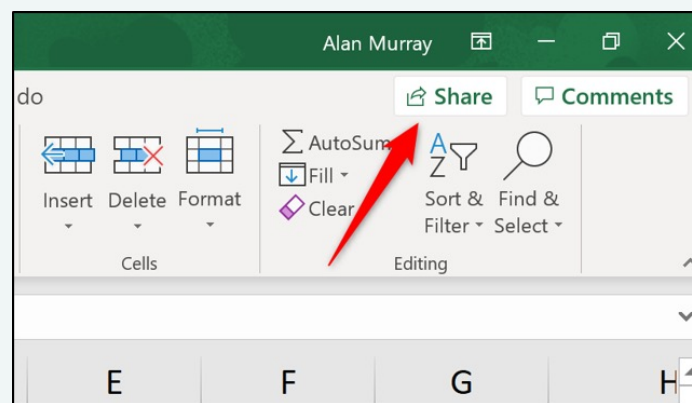 Alan Murray
do
Share
Comments
Insert
Delete
Format
Cells
AutoSum
Fill
Clear
Sort &
Filter
Find &
Select
Editing
E
F
G
H